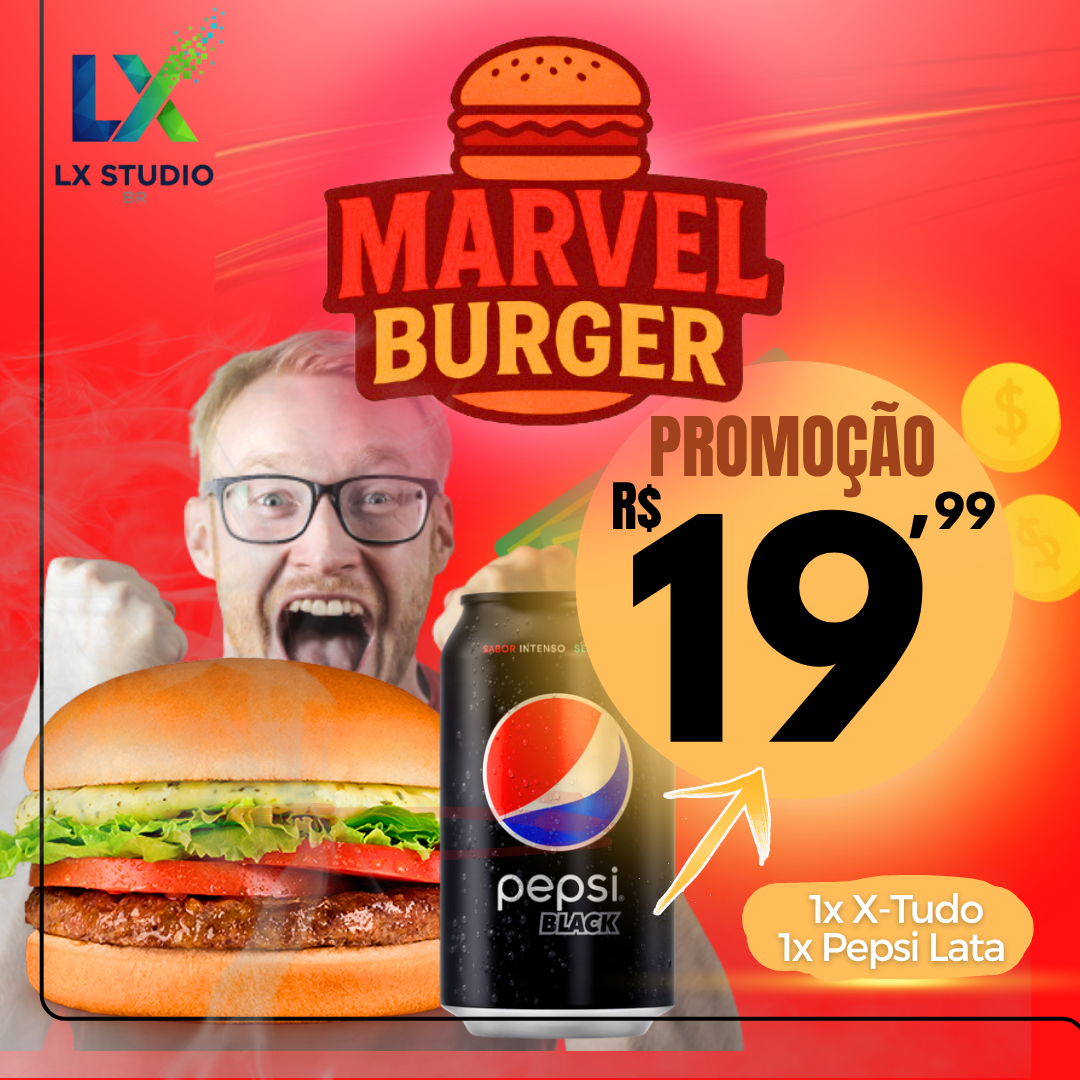 LX
LX STUDIO
BR
MARVEL
BURGER
PROMOÇÃO
R$ 19,99
SABOR INTENSO
pepsi
BLACK
1x X-Tudo
1x Pepsi Lata